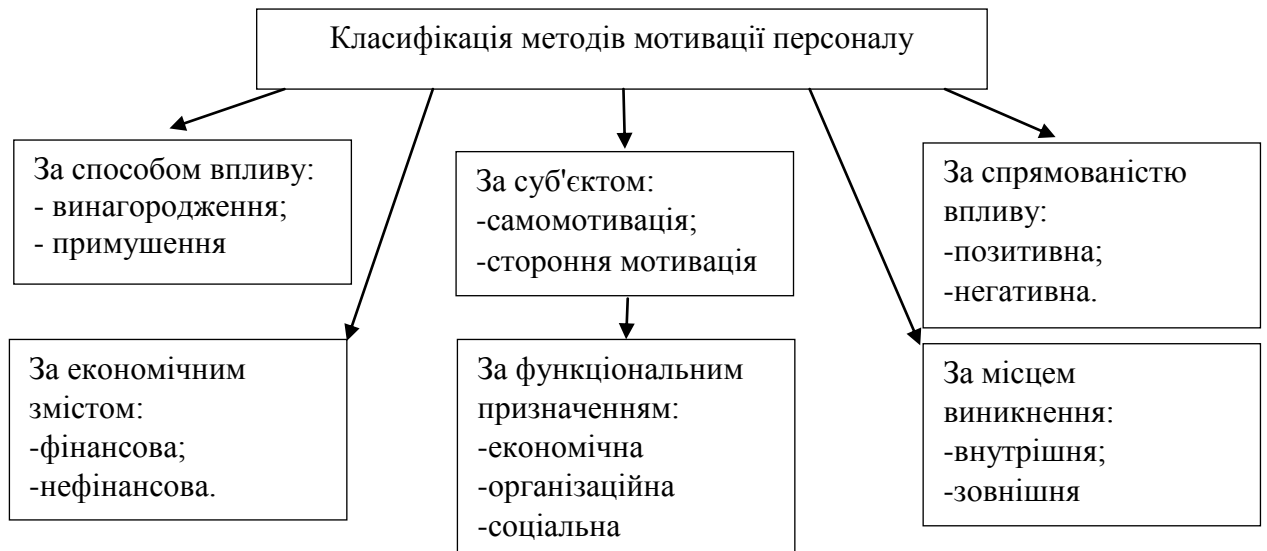 Класифікація методів мотивації персоналу
За способом впливу:
- винагородження;
- примушення
За суб'єктом:
-самомотивація;
-стороння мотивація
За спрямованістю
впливу:
-позитивна;
-негативна.
За економічним
змістом:
-фінансова;
-нефінансова.
За функціональним
призначенням:
-економічна
-організаційна
-соціальна
За місцем
виникнення:
-внутрішня;
-зовнішня